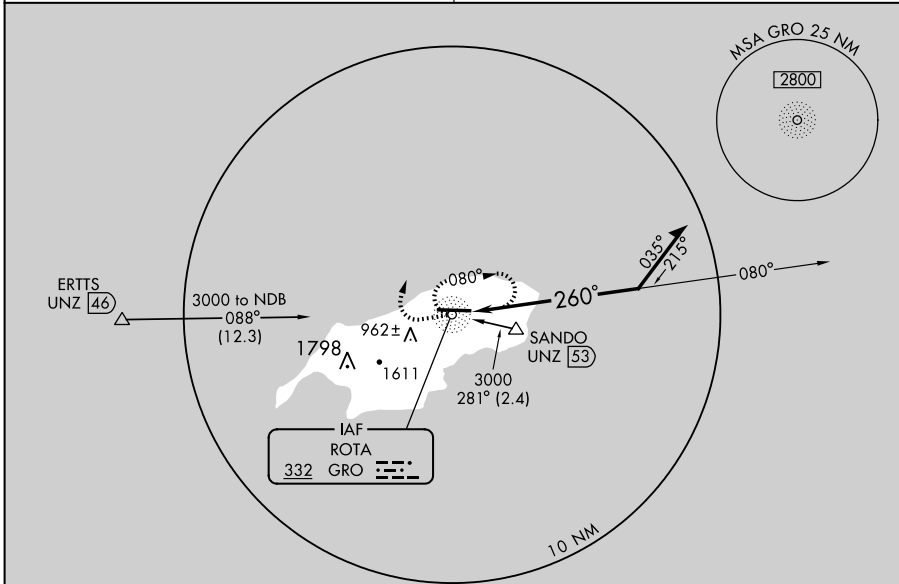 MSA GRO 25 NM
2800
035°
215°
080°
080°
260°
ERTTS
UNZ 46
3000 to NDB
088°
(12.3)
962±
SANDO
UNZ 53
1798
1611
3000
281° (2.4)
IAF
ROTA
332 GRO
10 NM